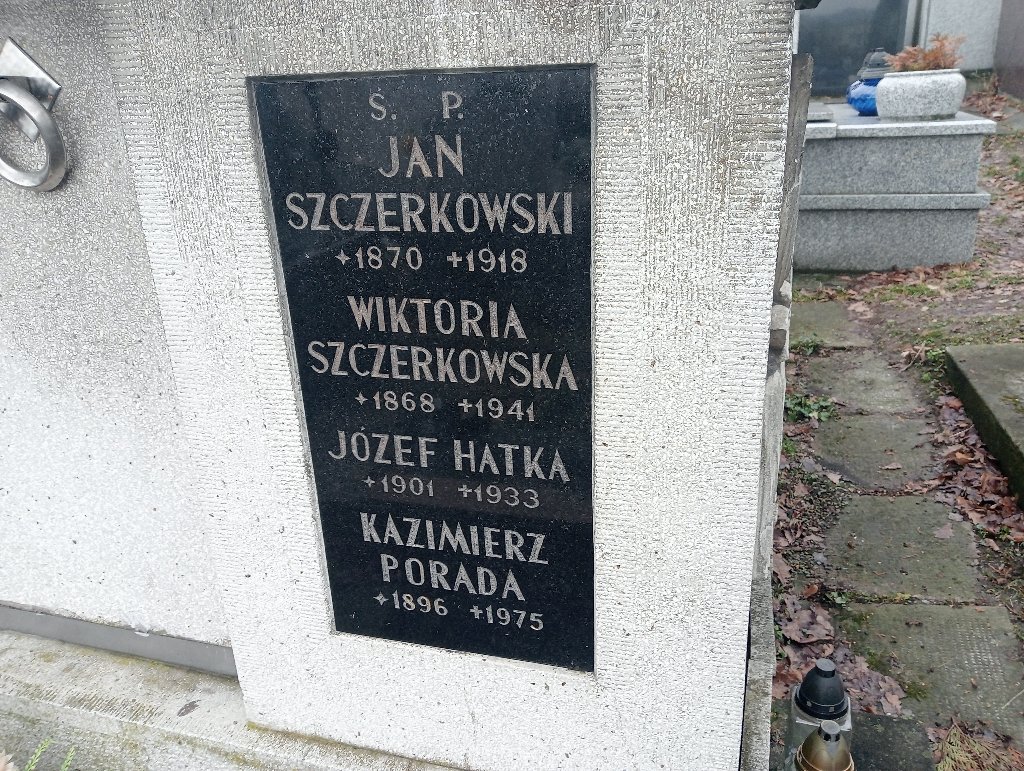 Ś. P.
JAN
SZCZERKOWSKI
✦1870 +1918
WIKTORIA
SZCZERKOWSKA
✦1868 +1941
JÓZEF HATKA
✦1901 +1933
KAZIMIERZ
PORADA
✦1896 +1975